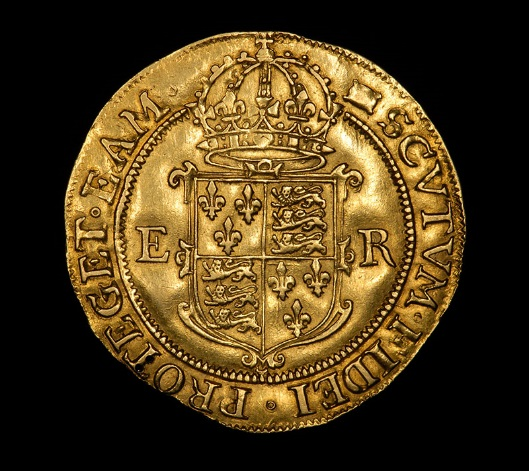 SCVTVM · FIDEI · PROTEGET · EAM ·
E R